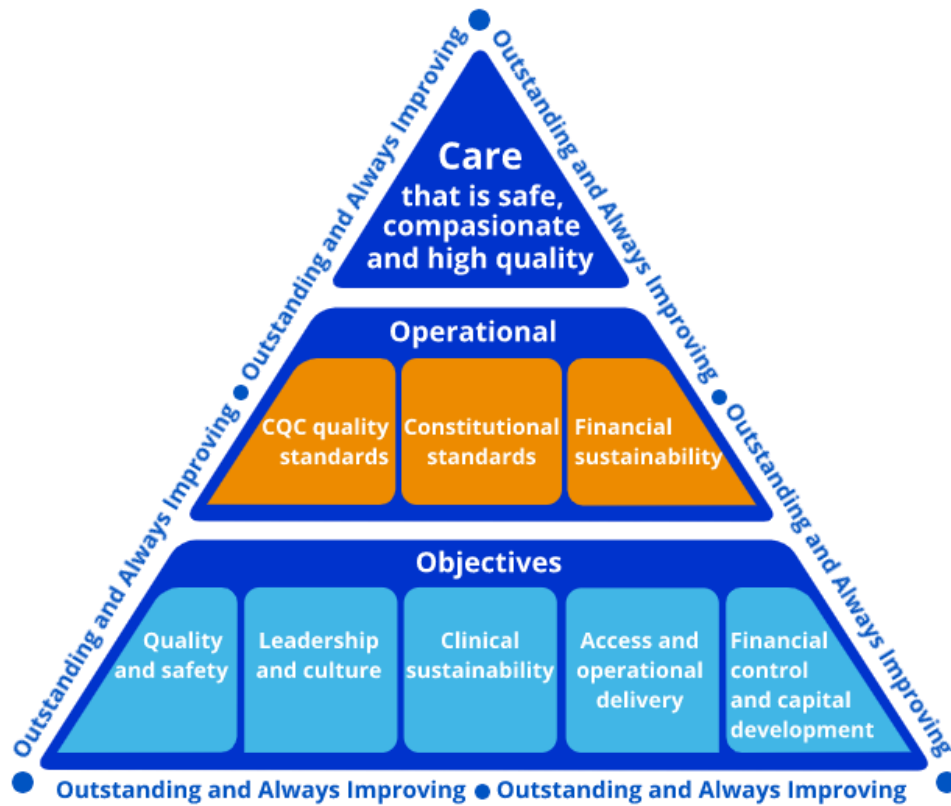 Outstanding and Always Improving
Outstanding and Always Improving
Care
that is safe,
compasionate
and high quality
Outstanding and Always Improving
Outstanding and Always Improving
Operational
CQC quality
standards
Constitutional
standards
Financial
sustainability
Objectives
Quality
and safety
Leadership
and culture
Clinical
sustainability
Access and
operational
delivery
Financial
control
and capital
development
Outstanding and Always Improving ● Outstanding and Always Improving